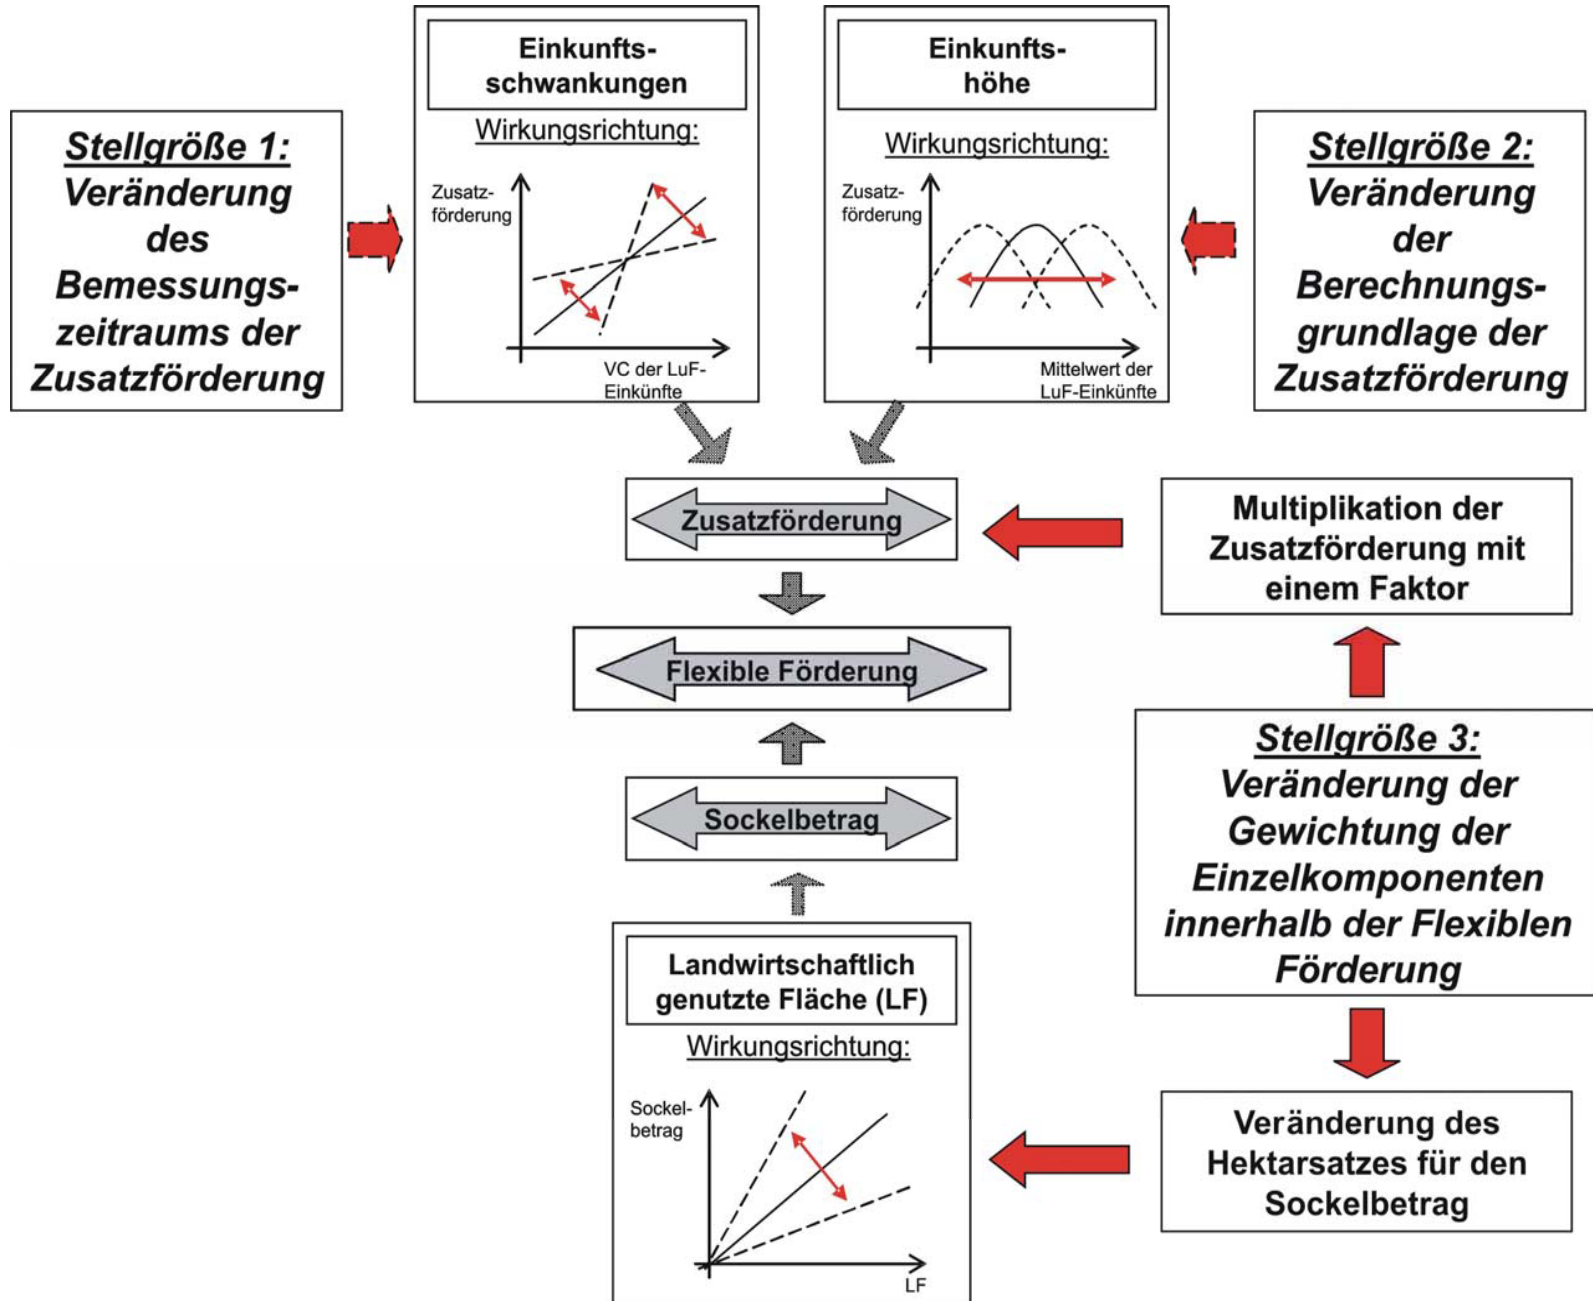 Einkunfts-
schwankungen
Wirkungsrichtung:
Zusatz-
förderung
VC der LuF-
Einkünfte
Einkunfts-
höhe
Wirkungsrichtung:
Zusatz-
förderung
Mittelwert der
LuF-Einkünfte
Stellgröße 1:
Veränderung
des
Bemessungs-
zeitraums der
Zusatzförderung
Stellgröße 2:
Veränderung
der
Berechnungs-
grundlage der
Zusatzförderung
Zusatzförderung
Multiplikation der
Zusatzförderung mit
einem Faktor
Flexible Förderung
Sockelbetrag
Stellgröße 3:
Veränderung der
Gewichtung der
Einzelkomponenten
innerhalb der Flexiblen
Förderung
Landwirtschaftlich
genutzte Fläche (LF)
Wirkungsrichtung:
Sockel-
betrag
LF
Veränderung des
Hektarsatzes für den
Sockelbetrag